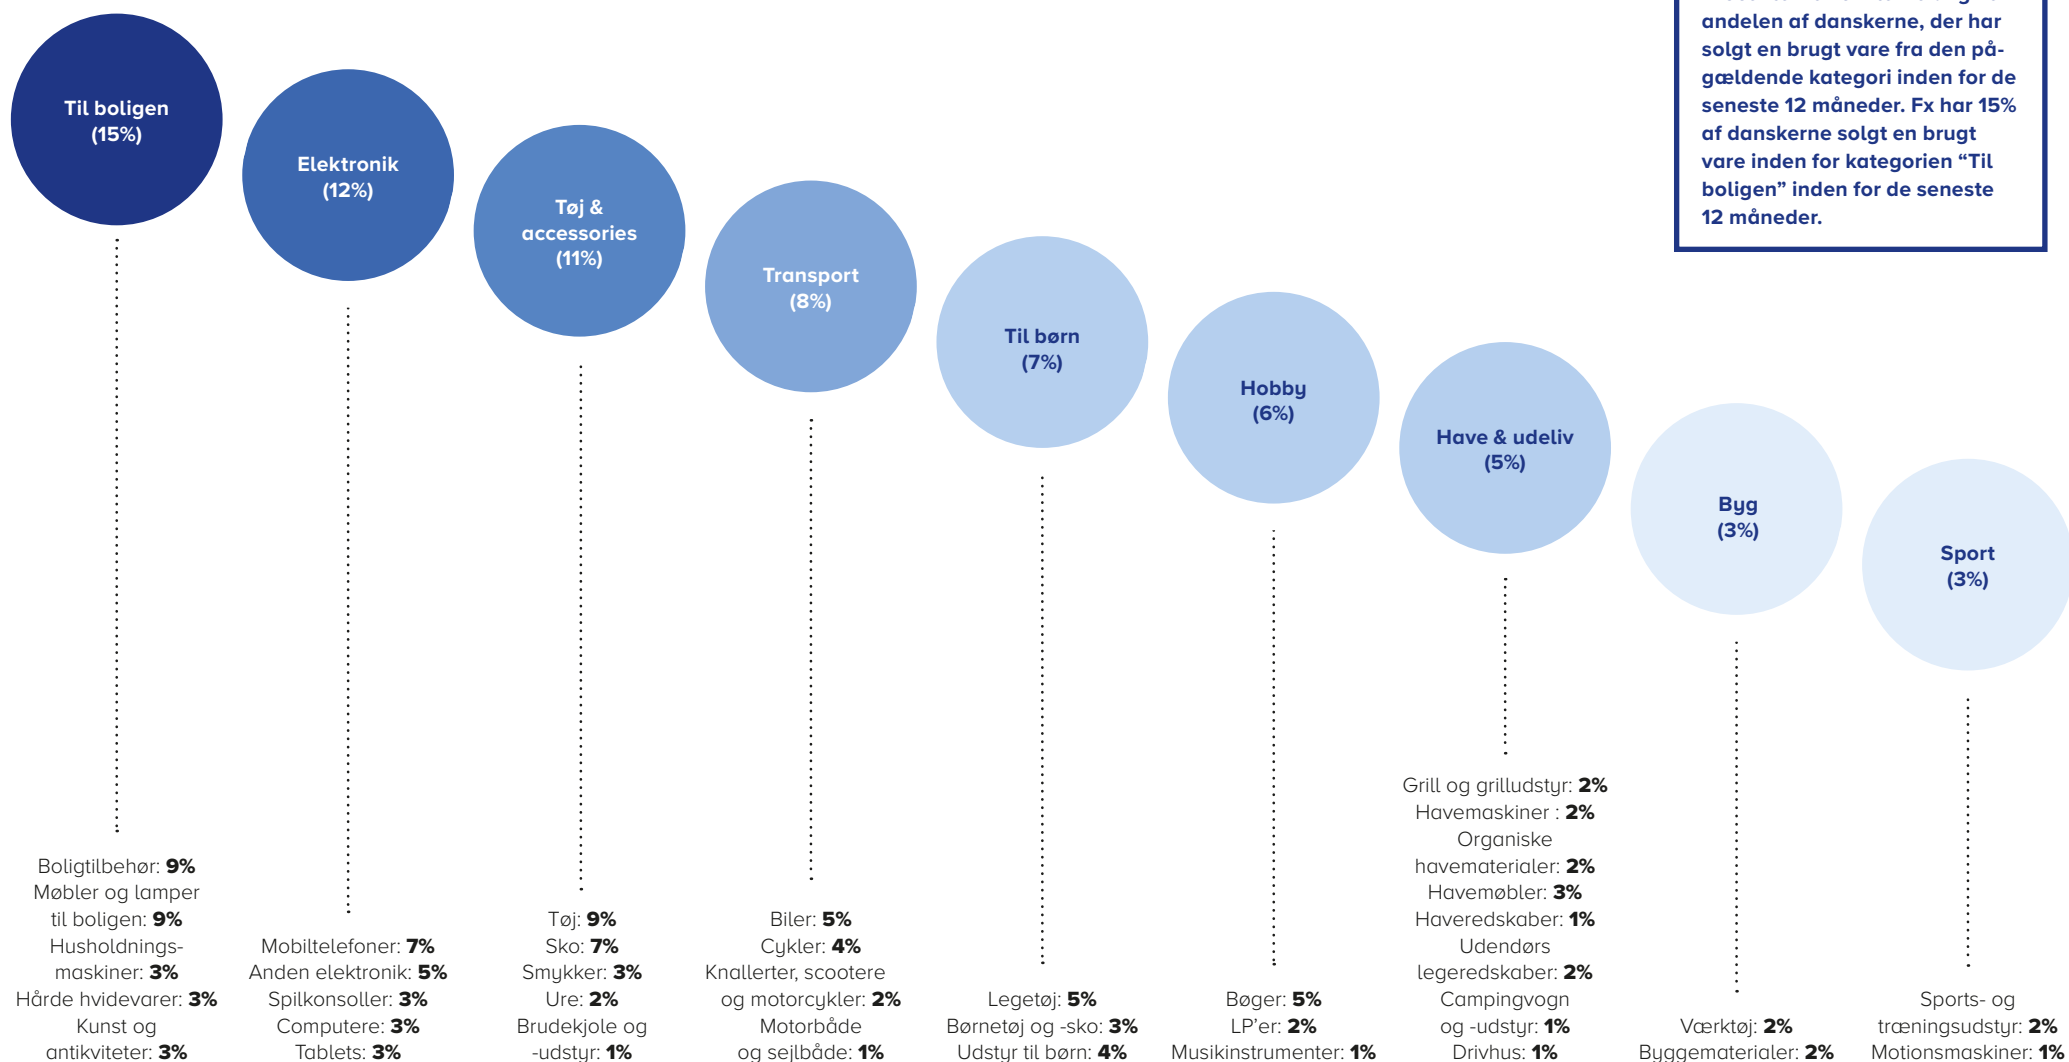 andelen af danskerne, der har
solgt en brugt vare fra den på-
gældende kategori inden for de
seneste 12 måneder. Fx har 15%
af danskerne solgt en brugt
vare inden for kategorien “Til
boligen” inden for de seneste
12 måneder.
Til boligen
(15%)
Elektronik
(12%)
Tøj &
accessories
(11%)
Transport
(8%)
Til børn
(7%)
Hobby
(6%)
Have & udeliv
(5%)
Byg
(3%)
Sport
(3%)
Boligtilbehør: 9%
Møbler og lamper
til boligen: 9%
Husholdnings-
maskiner: 3%
Hårde hvidevarer: 3%
Kunst og
antikviteter: 3%
Mobiltelefoner: 7%
Anden elektronik: 5%
Spilkonsoller: 3%
Computere: 3%
Tablets: 3%
Tøj: 9%
Sko: 7%
Smykker: 3%
Ure: 2%
Brudekjole og
-udstyr: 1%
Biler: 5%
Cykler: 4%
Knallerter, scootere
og motorcykler: 2%
Motorbåde
og sejlbåde: 1%
Legetøj: 5%
Børnetøj og -sko: 3%
Udstyr til børn: 4%
Bøger: 5%
LP’er: 2%
Musikinstrumenter: 1%
Grill og grilludstyr: 2%
Havemaskiner : 2%
Organiske
havematerialer: 2%
Havemøbler: 3%
Haveredskaber: 1%
Udendørs
legeredskaber: 2%
Campingvogn
og -udstyr: 1%
Drivhus: 1%
Værktøj: 2%
Byggematerialer: 2%
Sports- og
træningsudstyr: 2%
Motionsmaskiner: 1%